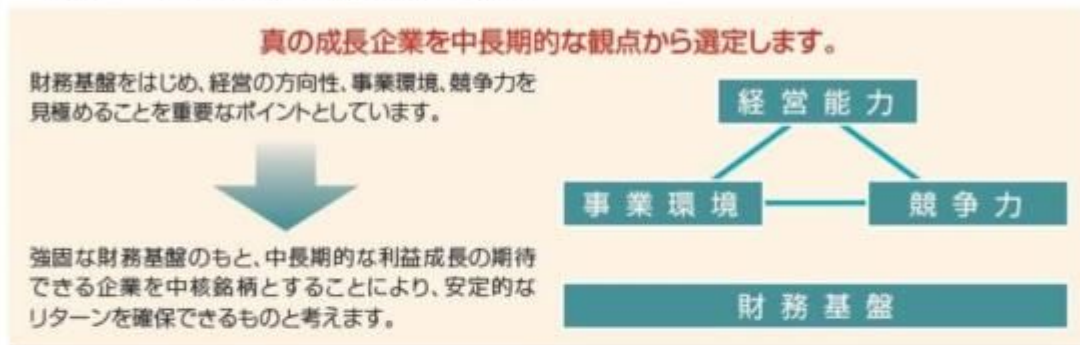 真の成長企業を中長期的な観点から選定します。
財務基盤をはじめ、経営の方向性、事業環境、競争力を
見極めることを重要なポイントとしています。
強固な財務基盤のもと、中長期的な利益成長の期待
できる企業を中核銘柄とすることにより、安定的な
リターンを確保できるものと考えます。
経営能力
事業環境
競争力
財務基盤